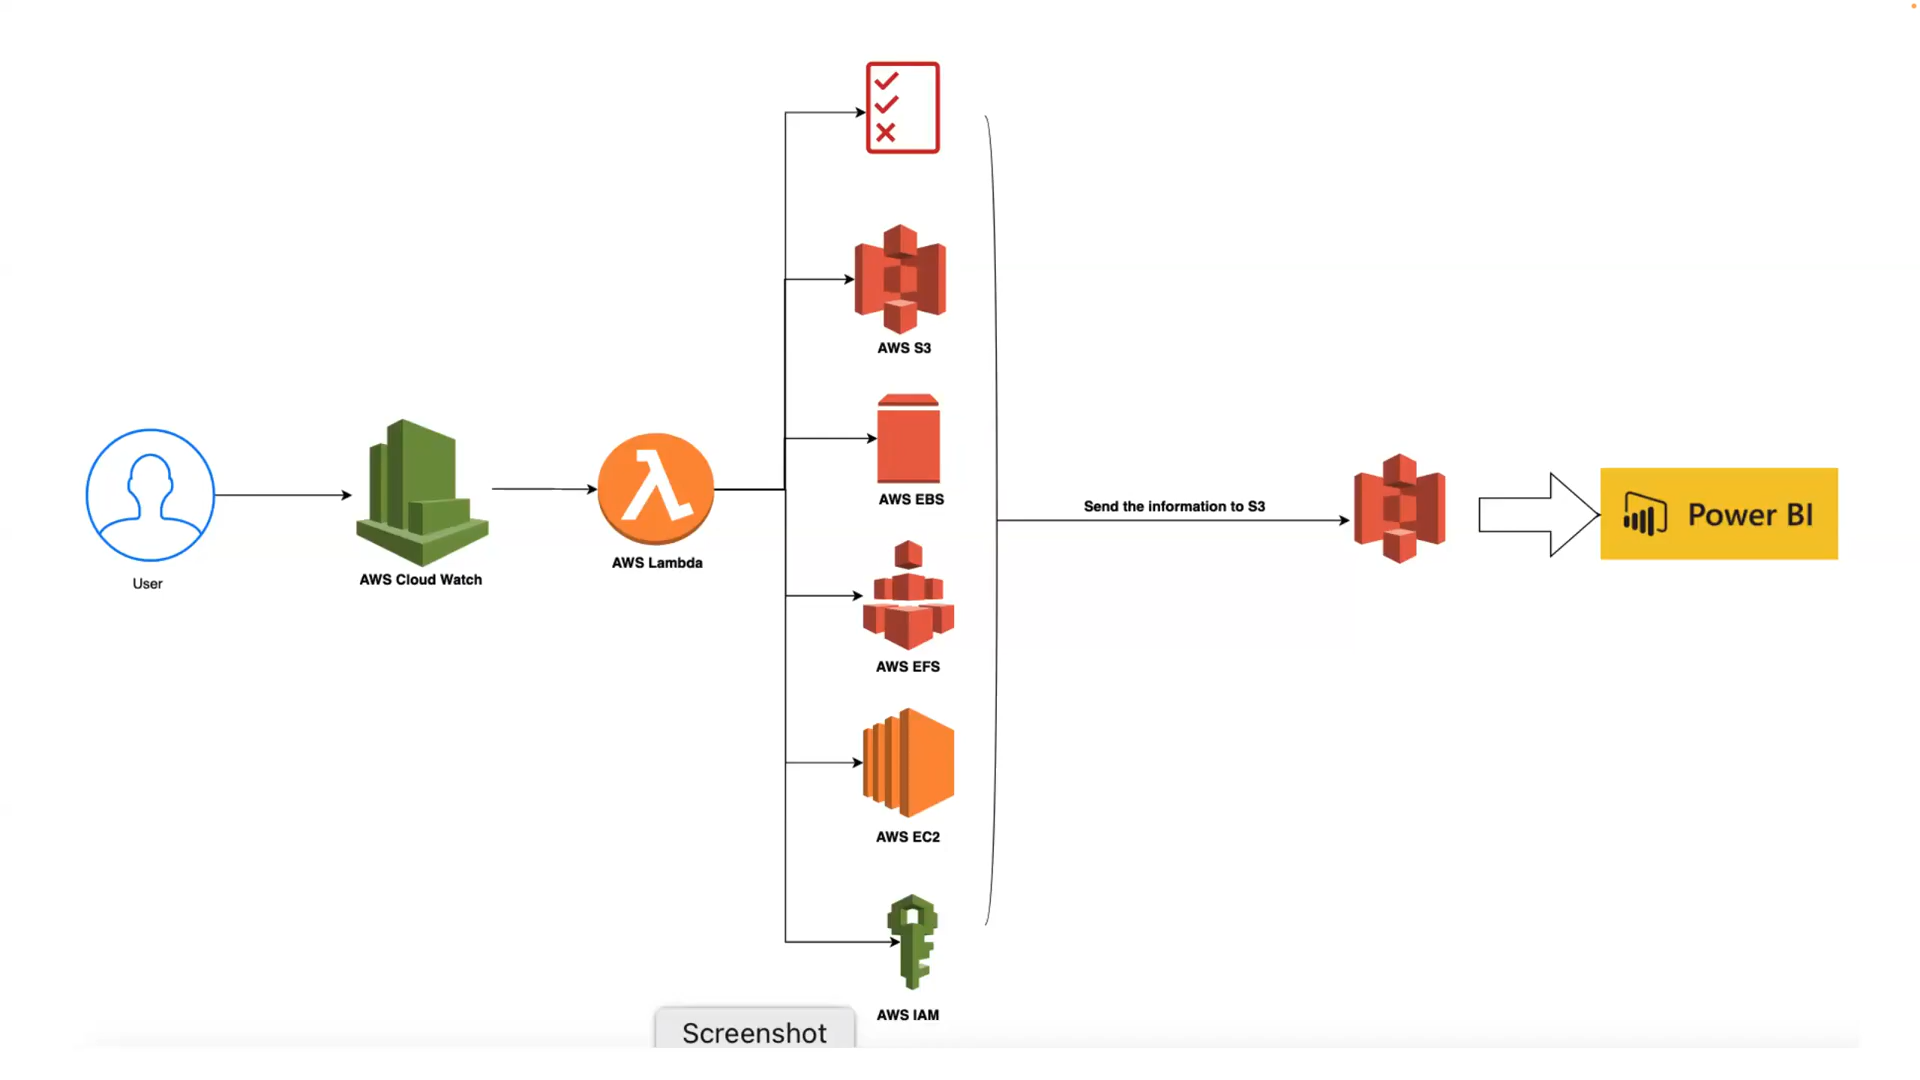 User
AWS Cloud Watch
AWS Lambda
AWS S3
AWS EBS
AWS EFS
AWS EC2
AWS IAM
Send the information to S3
Power BI
Screenshot